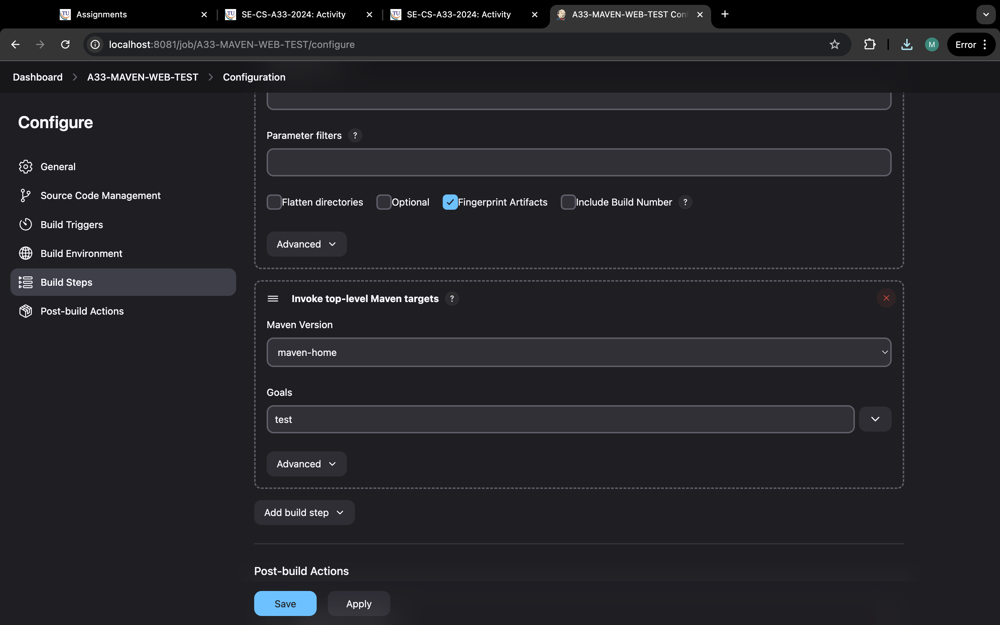 Assignments
SE-CS-A33-2024: Activity
SE-CS-A33-2024: Activity
A33-MAVEN-WEB-TEST Con
localhost:8081/job/A33-MAVEN-WEB-TEST/configure
M
Error
Dashboard
A33-MAVEN-WEB-TEST
Configuration
Configure
General
Source Code Management
Build Triggers
Build Environment
Build Steps
Post-build Actions
Parameter filters ?
Flatten directories Optional Fingerprint Artifacts Include Build Number ?
Advanced
Invoke top-level Maven targets ?
Maven Version
maven-home
Goals
test
Advanced
Add build step
Post-build Actions
Save Apply